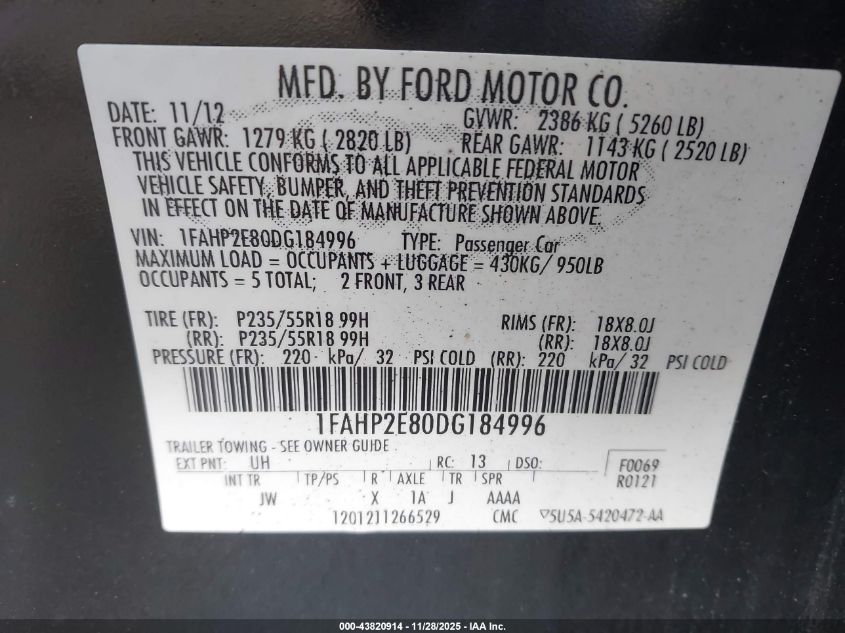 MFD. BY FORD MOTOR CO.
DATE: 11/12 GVWR: 2386 KG ( 5260 LB)
FRONT GAWR: 1279 KG ( 2820 LB) REAR GAWR: 1143 KG ( 2520 LB)
THIS VEHICLE CONFORMS TO ALL APPLICABLE FEDERAL MOTOR
VEHICLE SAFETY, BUMPER, AND THEFT PREVENTION STANDARDS
IN EFFECT ON THE DATE OF MANUFACTURE SHOWN ABOVE.
VIN: 1FAHP2E80DG184996 TYPE: Passenger Car
MAXIMUM LOAD = OCCUPANTS + LUGGAGE = 430KG/ 950LB
OCCUPANTS = 5 TOTAL; 2 FRONT, 3 REAR
TIRE (FR): P235/55R18 99H RIMS (FR): 18X8.0J
(RR): P235/55R18 99H (RR): 18X8.0J
PRESSURE (FR): 220 kPa/ 32 PSI COLD (RR): 220 kPa/ 32 PSI COLD
1FAHP2E80DG184996
TRAILER TOWING - SEE OWNER GUIDE
EXT PNT: UH RC: 13 DSO: F0069
R0121
INT TR TP/PS R AXLE TR SPR
JW X 1A J AAAA
12012J1266529 CMC 5U5A-5420472-AA
000-43820914 - 11/28/2025 - IAA Inc.